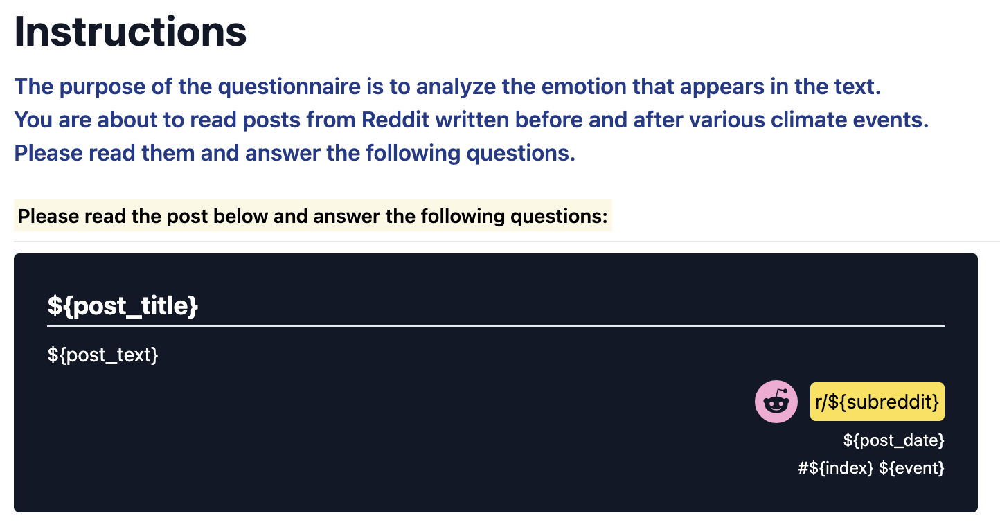 Instructions
The purpose of the questionnaire is to analyze the emotion that appears in the text.
You are about to read posts from Reddit written before and after various climate events.
Please read them and answer the following questions.
Please read the post below and answer the following questions:
${post_title}
${post_text}
r/${subreddit}
${post_date}
#${index} ${event}